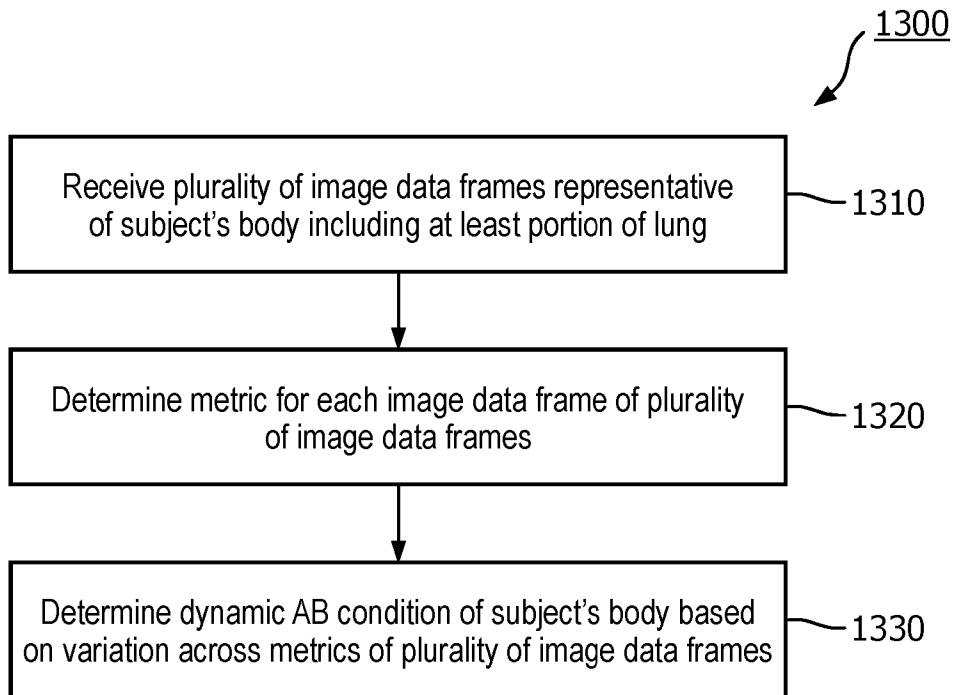 1300
Receive plurality of image data frames representative
of subject's body including at least portion of lung
1310
Determine metric for each image data frame of plurality
of image data frames
1320
Determine dynamic AB condition of subject's body based
on variation across metrics of plurality of image data frames
1330